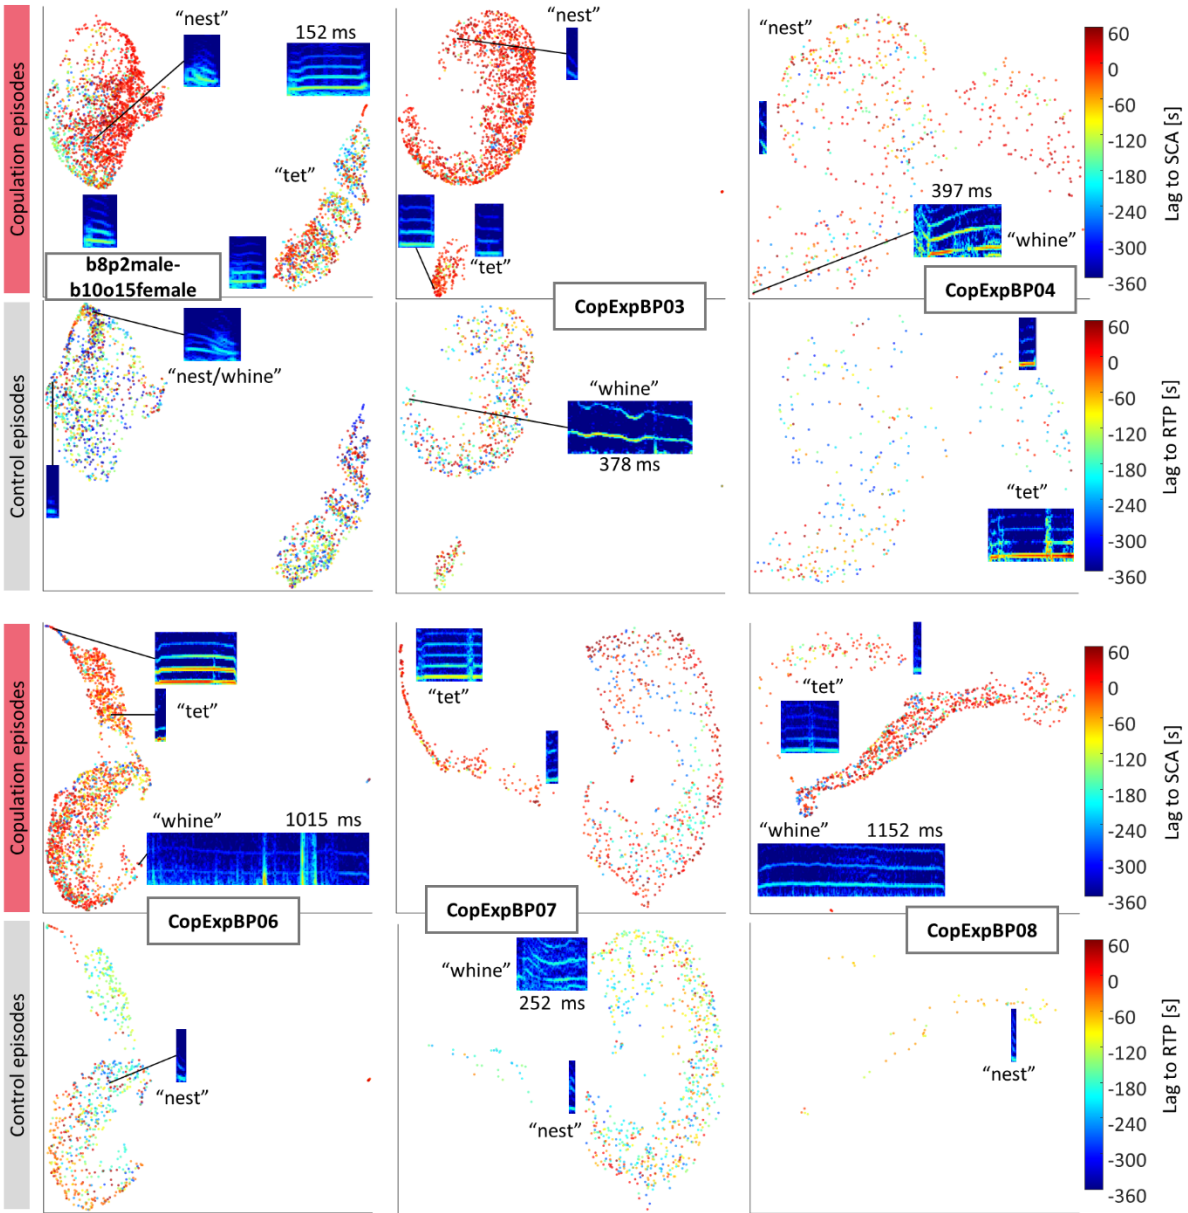 Copulation episodes
“nest”
152 ms
“tet”
b8p2male-
b10o15female
“nest”
“tet”
CopExpBP03
“nest”
397 ms
“whine”
CopExpBP04
60
0
-60
-120
-180
-240
-300
-360
Lag to SCA [s]
Control episodes
“nest/whine”
“whine”
378 ms
“tet”
60
0
-60
-120
-180
-240
-300
-360
Lag to RTP [s]
Copulation episodes
“tet”
“whine”
1015 ms
CopExpBP06
“tet”
CopExpBP07
“tet”
“whine”
1152 ms
CopExpBP08
60
0
-60
-120
-180
-240
-300
-360
Lag to SCA [s]
Control episodes
“nest”
“whine”
252 ms
“nest”
“nest”
60
0
-60
-120
-180
-240
-300
-360
Lag to RTP [s]